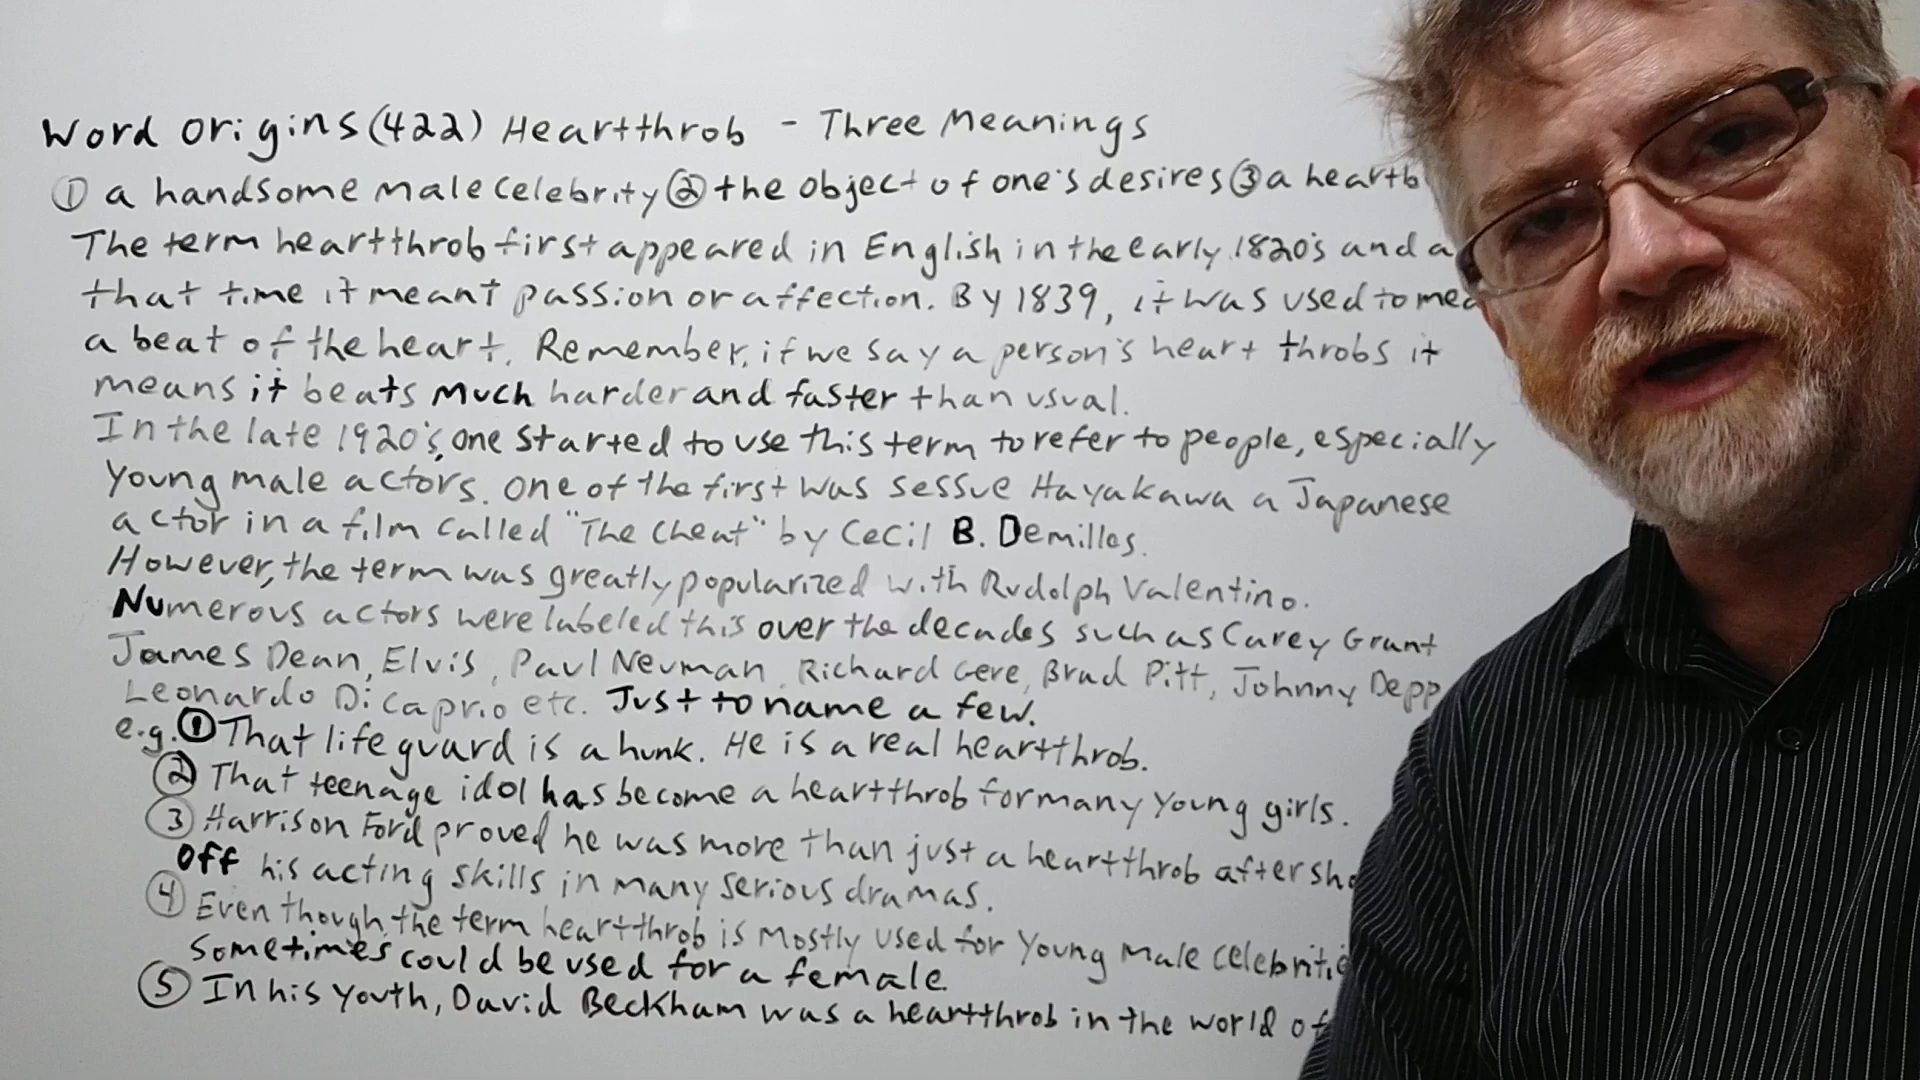 Word Origins (422) Heartthrob - Three Meanings
① a handsome male celebrity ② the object of one's desires ③ a heartb
The term heartthrob first appeared in English in the early 1820's and a
that time it meant passion or affection. By 1839, it was used to mea
a beat of the heart. Remember, if we say a person's heart throbs it
means it beats much harder and faster than usual.
In the late 1920's, one started to use this term to refer to people, especially
Young male actors. One of the first was Sessue Hayakawa a Japanese
actor in a film called "The Cheat" by Cecil B. Demilles.
However, the term was greatly popularized with Rudolph Valentino.
Numerous actors were labeled this over the decades such as Carey Grant
James Dean, Elvis, Paul Neuman, Richard Gere, Brad Pitt, Johnny Depp
Leonardo DiCaprio etc. Just to name a few.
e.g. ① That life guard is a hunk. He is a real heartthrob.
② That teenage idol has become a heartthrob for many young girls.
③ Harrison Ford proved he was more than just a heartthrob after sho
off his acting skills in many serious dramas.
④ Even though, the term heartthrob is mostly used for Young male celebritie
Sometimes could be used for a female.
⑤ In his youth, David Beckham was a heartthrob in the world of